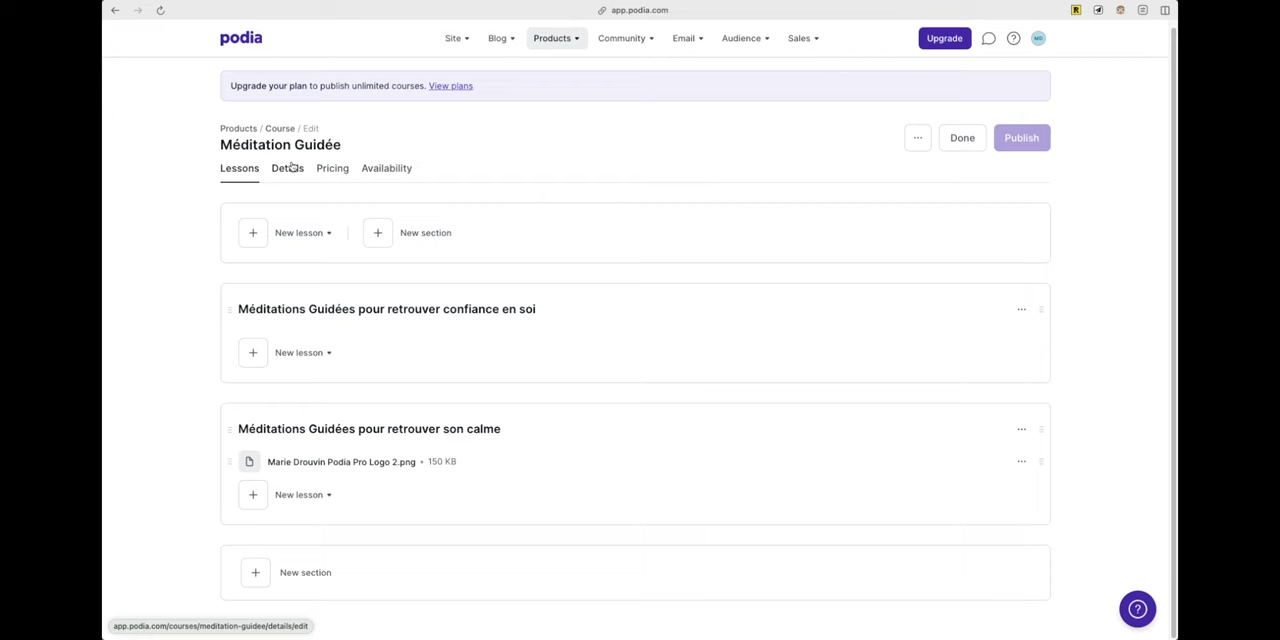 app.podia.com
podia
Site Blog Products Community Email Audience Sales Upgrade MD
Upgrade your plan to publish unlimited courses. View plans
Products / Course / Edit
Méditation Guidée
Done Publish
Lessons Details Pricing Availability
New lesson New section
Méditations Guidées pour retrouver confiance en soi
New lesson
Méditations Guidées pour retrouver son calme
Marie Drouvin Podia Pro Logo 2.png • 150 KB
New lesson
New section
app.podia.com/courses/meditation-guidee/details/edit